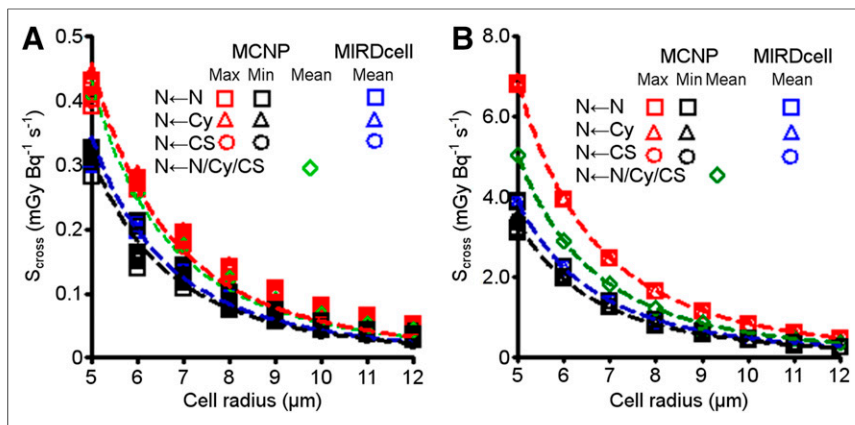 A
MCNP MIRDcell
Max Min Mean Mean
N←N
N←Cy
N←CS
N←N/Cy/CS
0.5
0.4
0.3
0.2
0.1
0
S_cross (mGy Bq⁻¹ s⁻¹)
5 6 7 8 9 10 11 12
Cell radius (μm)
B
MCNP MIRDcell
Max Min Mean Mean
N←N
N←Cy
N←CS
N←N/Cy/CS
8.0
6.0
4.0
2.0
0
S_cross (mGy Bq⁻¹ s⁻¹)
5 6 7 8 9 10 11 12
Cell radius (μm)